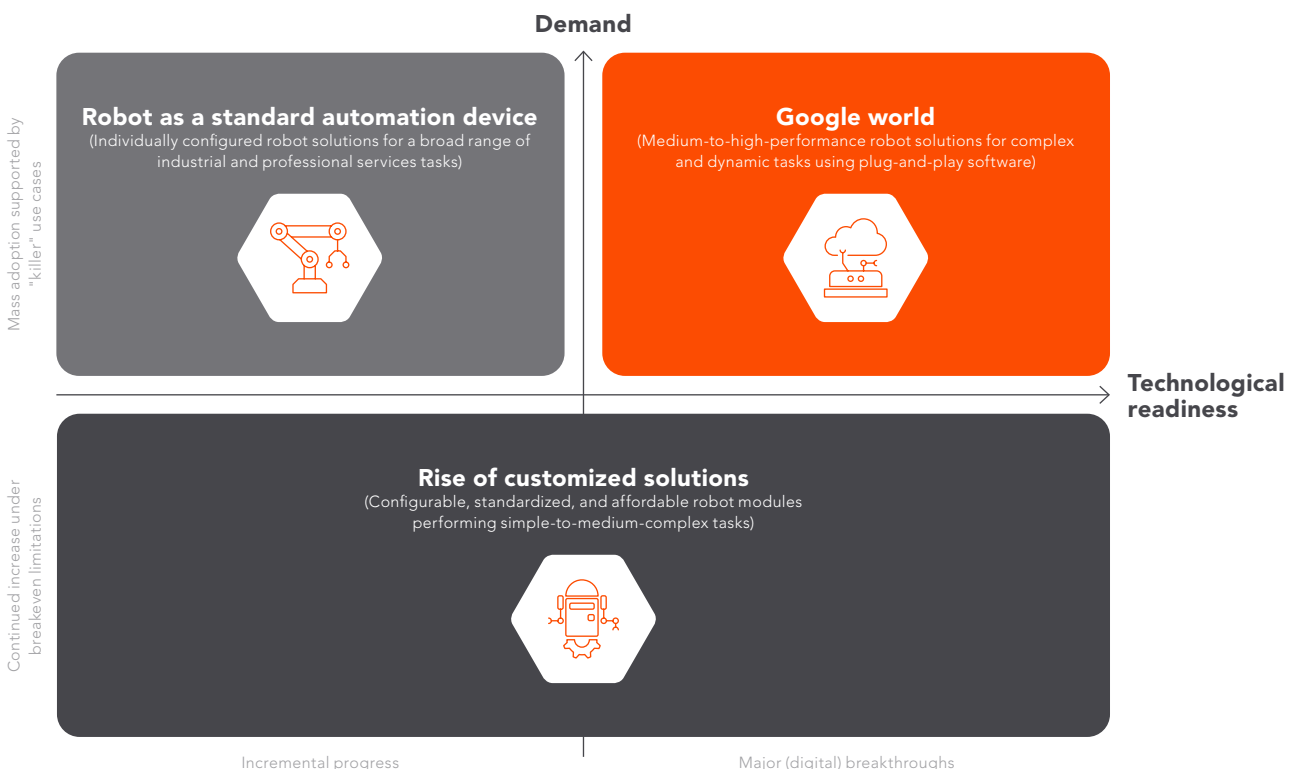 Demand
Mass adoption supported by
"killer" use cases
Robot as a standard automation device
(Individually configured robot solutions for a broad range of
industrial and professional services tasks)
Google world
(Medium-to-high-performance robot solutions for complex
and dynamic tasks using plug-and-play software)
Technological
readiness
Continued increase under
breakeven limitations
Rise of customized solutions
(Configurable, standardized, and affordable robot modules
performing simple-to-medium-complex tasks)
Incremental progress
Major (digital) breakthroughs